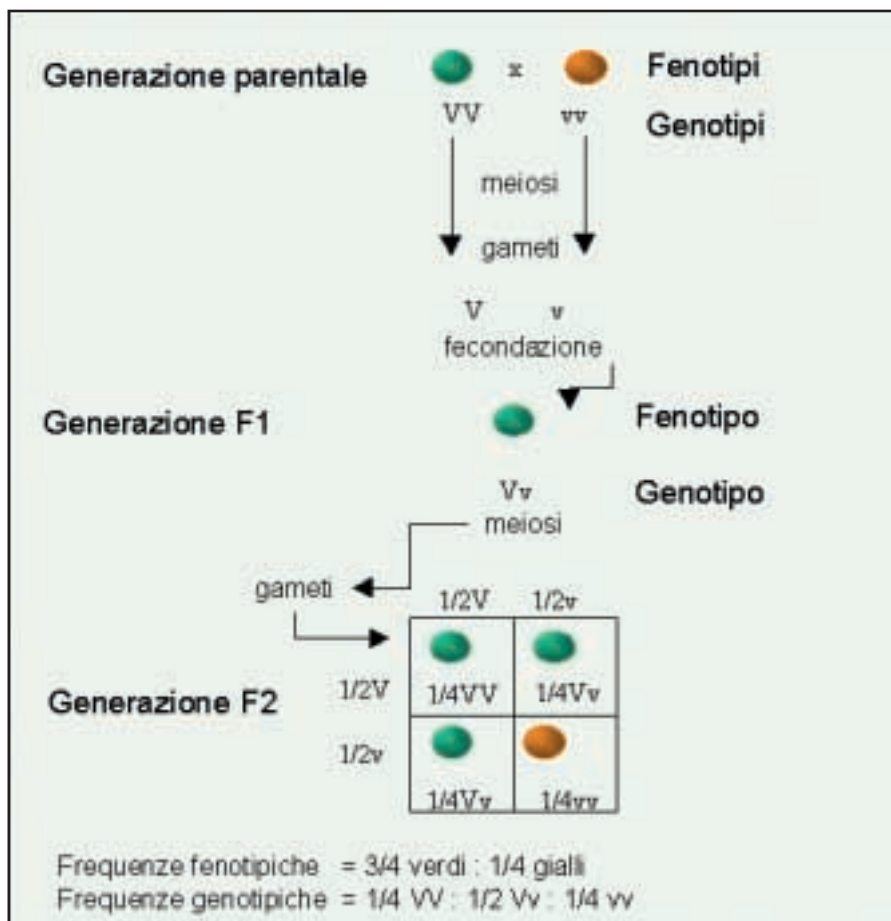 Generazione parentale x Fenotipi
VV vv Genotipi
meiosi
gameti
V v
fecondazione
Generazione F1 Fenotipo
Vv Genotipo
meiosi
gameti
1/2V 1/2v
Generazione F2 1/2V 1/4VV 1/4Vv
1/2v
1/4Vv 1/4vv
Frequenze fenotipiche = 3/4 verdi : 1/4 gialli
Frequenze genotipiche = 1/4 VV : 1/2 Vv : 1/4 vv